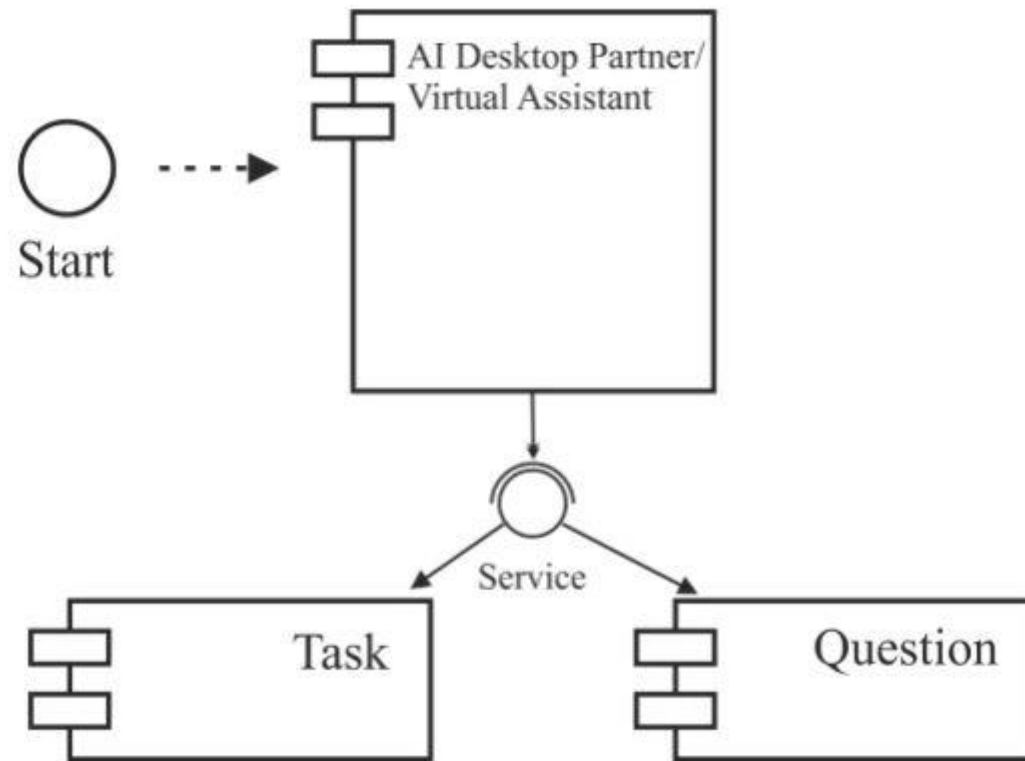 AI Desktop Partner/
Virtual Assistant
Start
Service
Task
Question